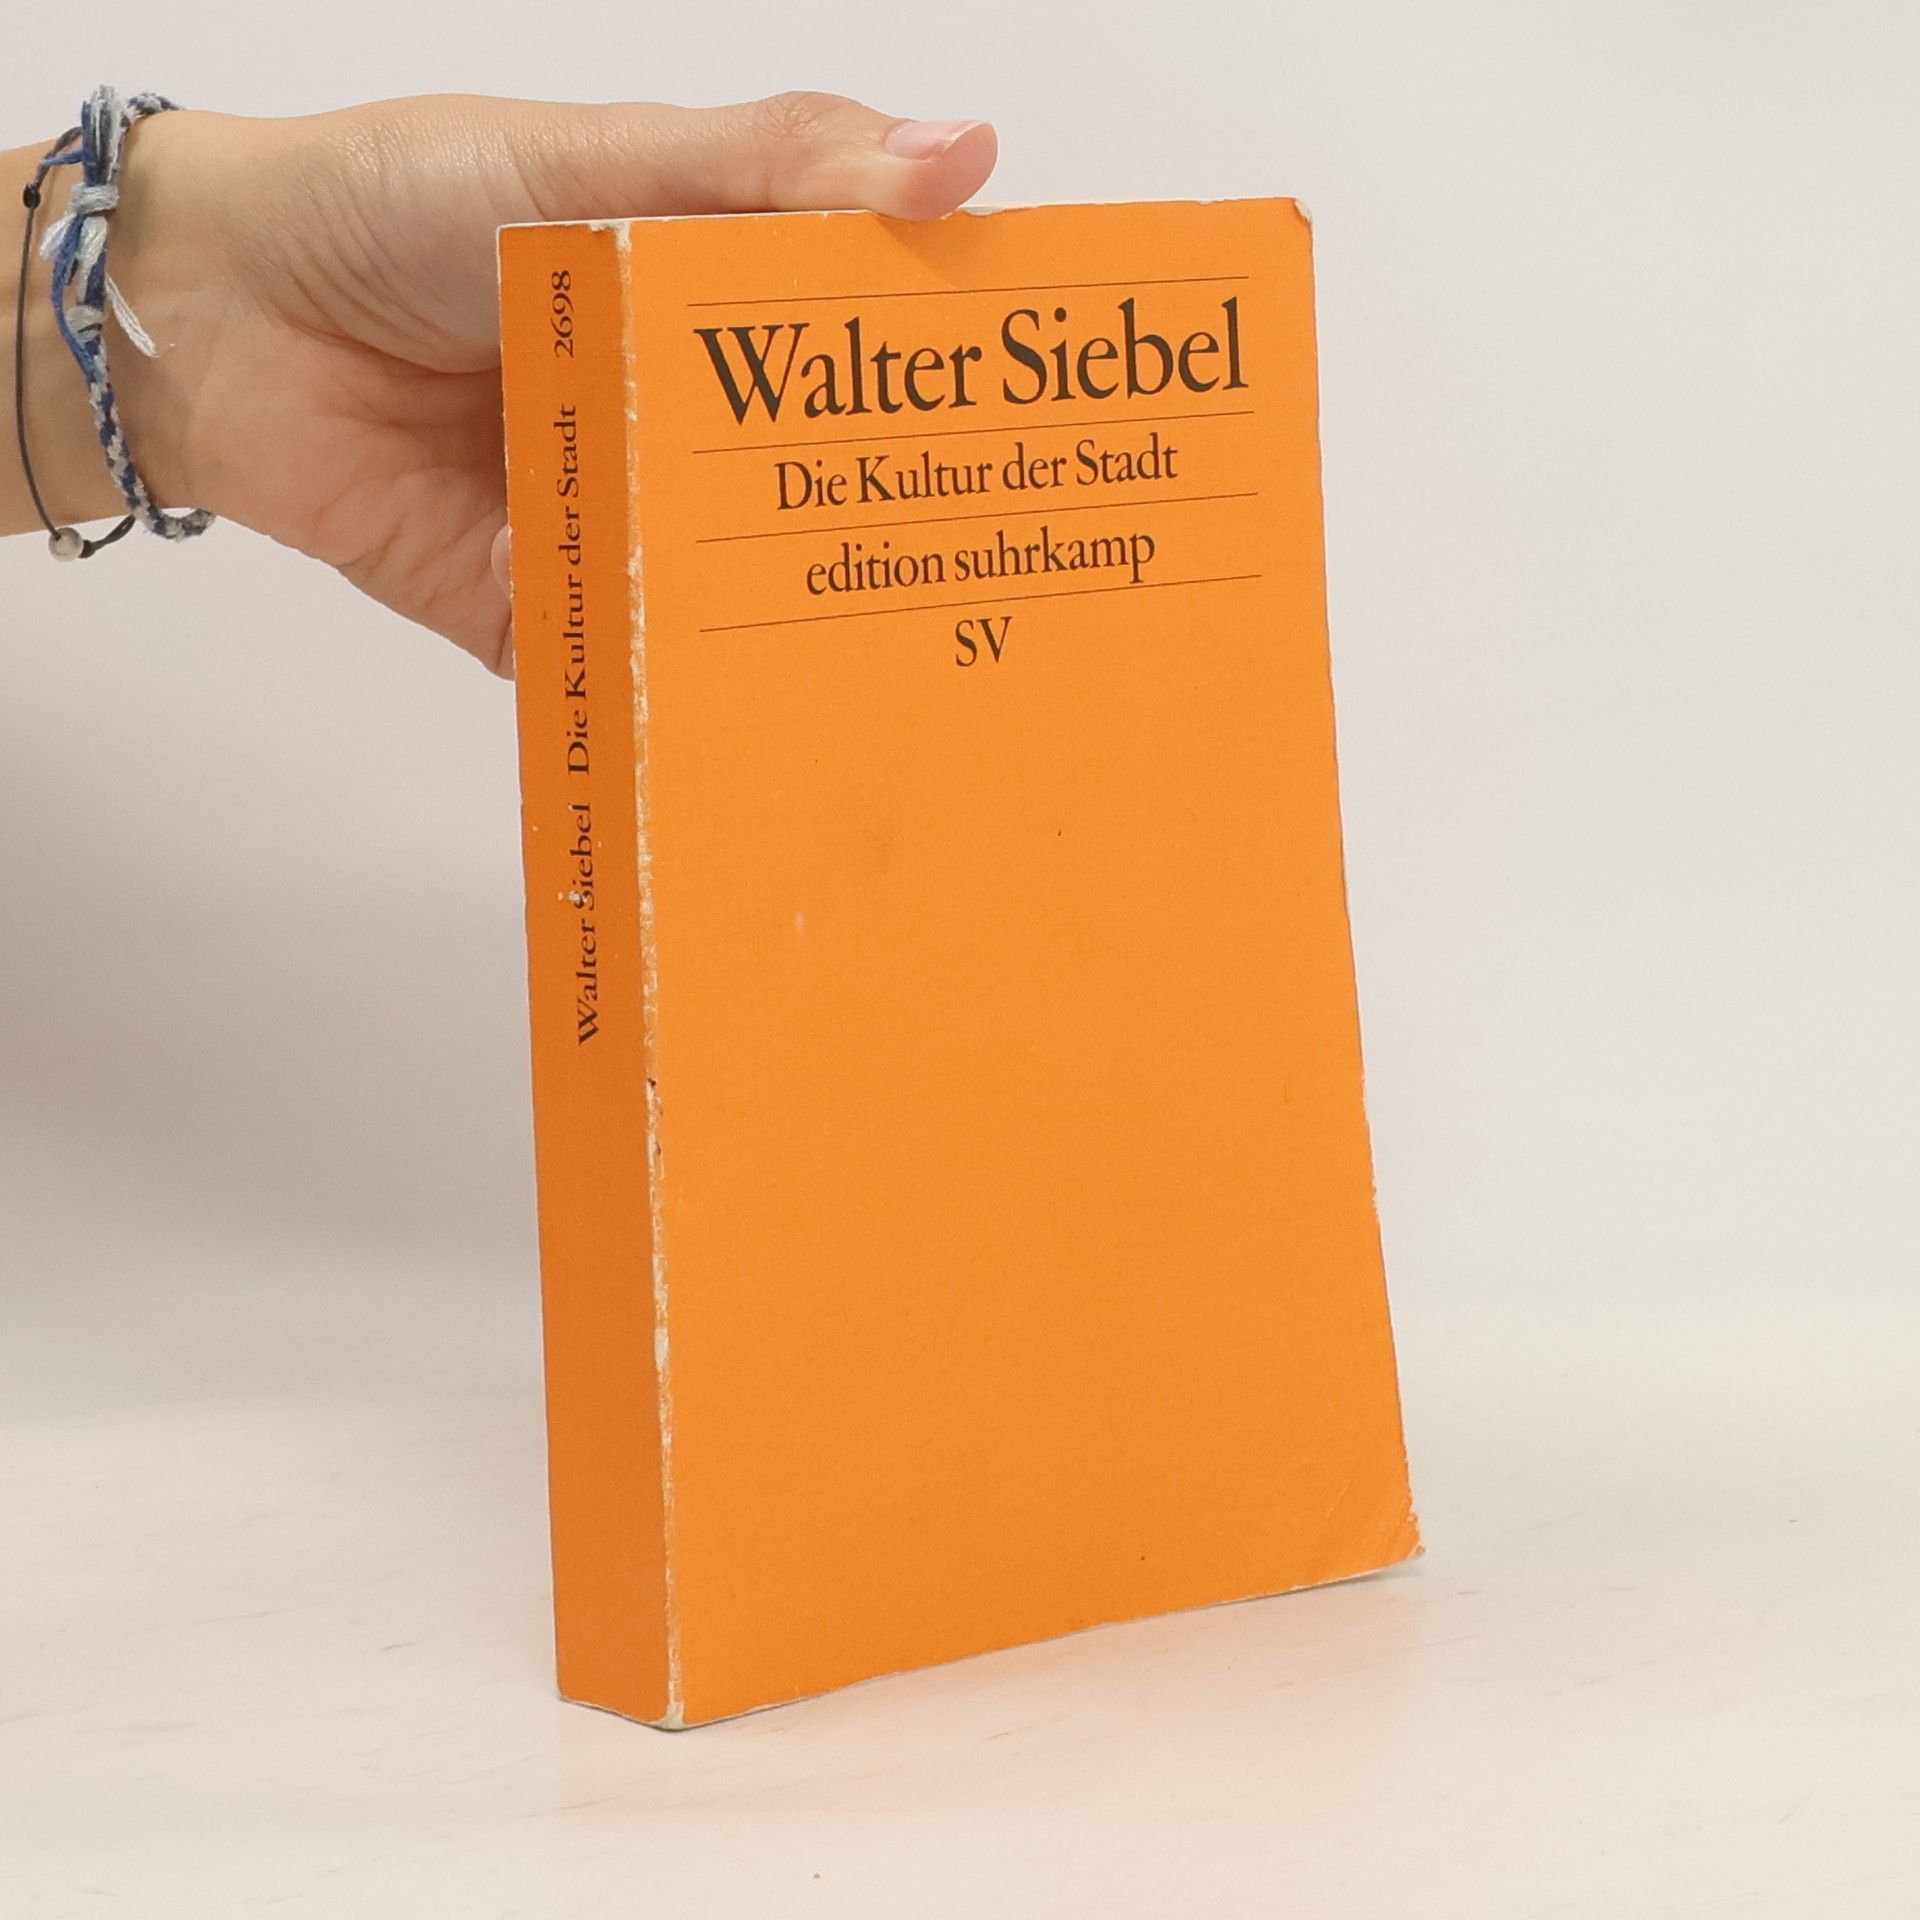 Walter Siebel
Die Kultur der Stadt
edition suhrkamp
SV
Walter Siebel Die Kultur der Stadt 2698